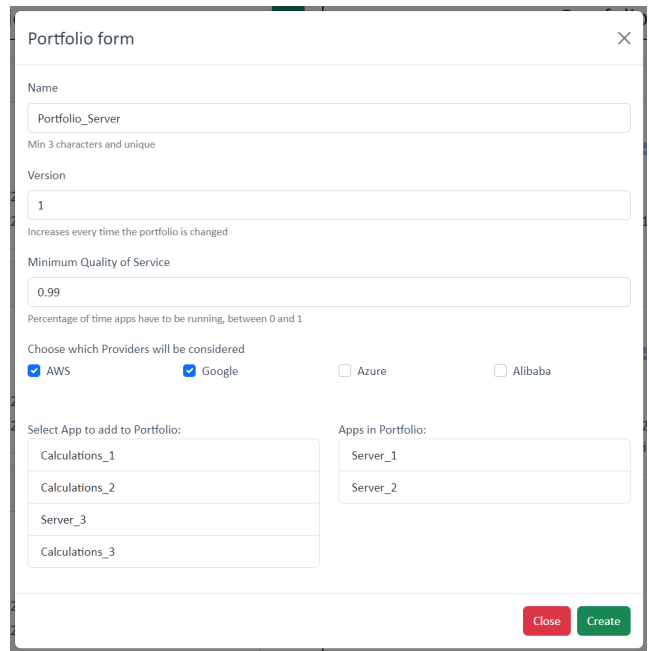 Portfolio form
Name
Portfolio_Server
Min 3 characters and unique
Version
1
Increases every time the portfolio is changed
Minimum Quality of Service
0.99
Percentage of time apps have to be running, between 0 and 1
Choose which Providers will be considered
AWS Google Azure Alibaba
Select App to add to Portfolio: Apps in Portfolio:
Calculations_1 Server_1
Calculations_2 Server_2
Server_3
Calculations_3
Close Create